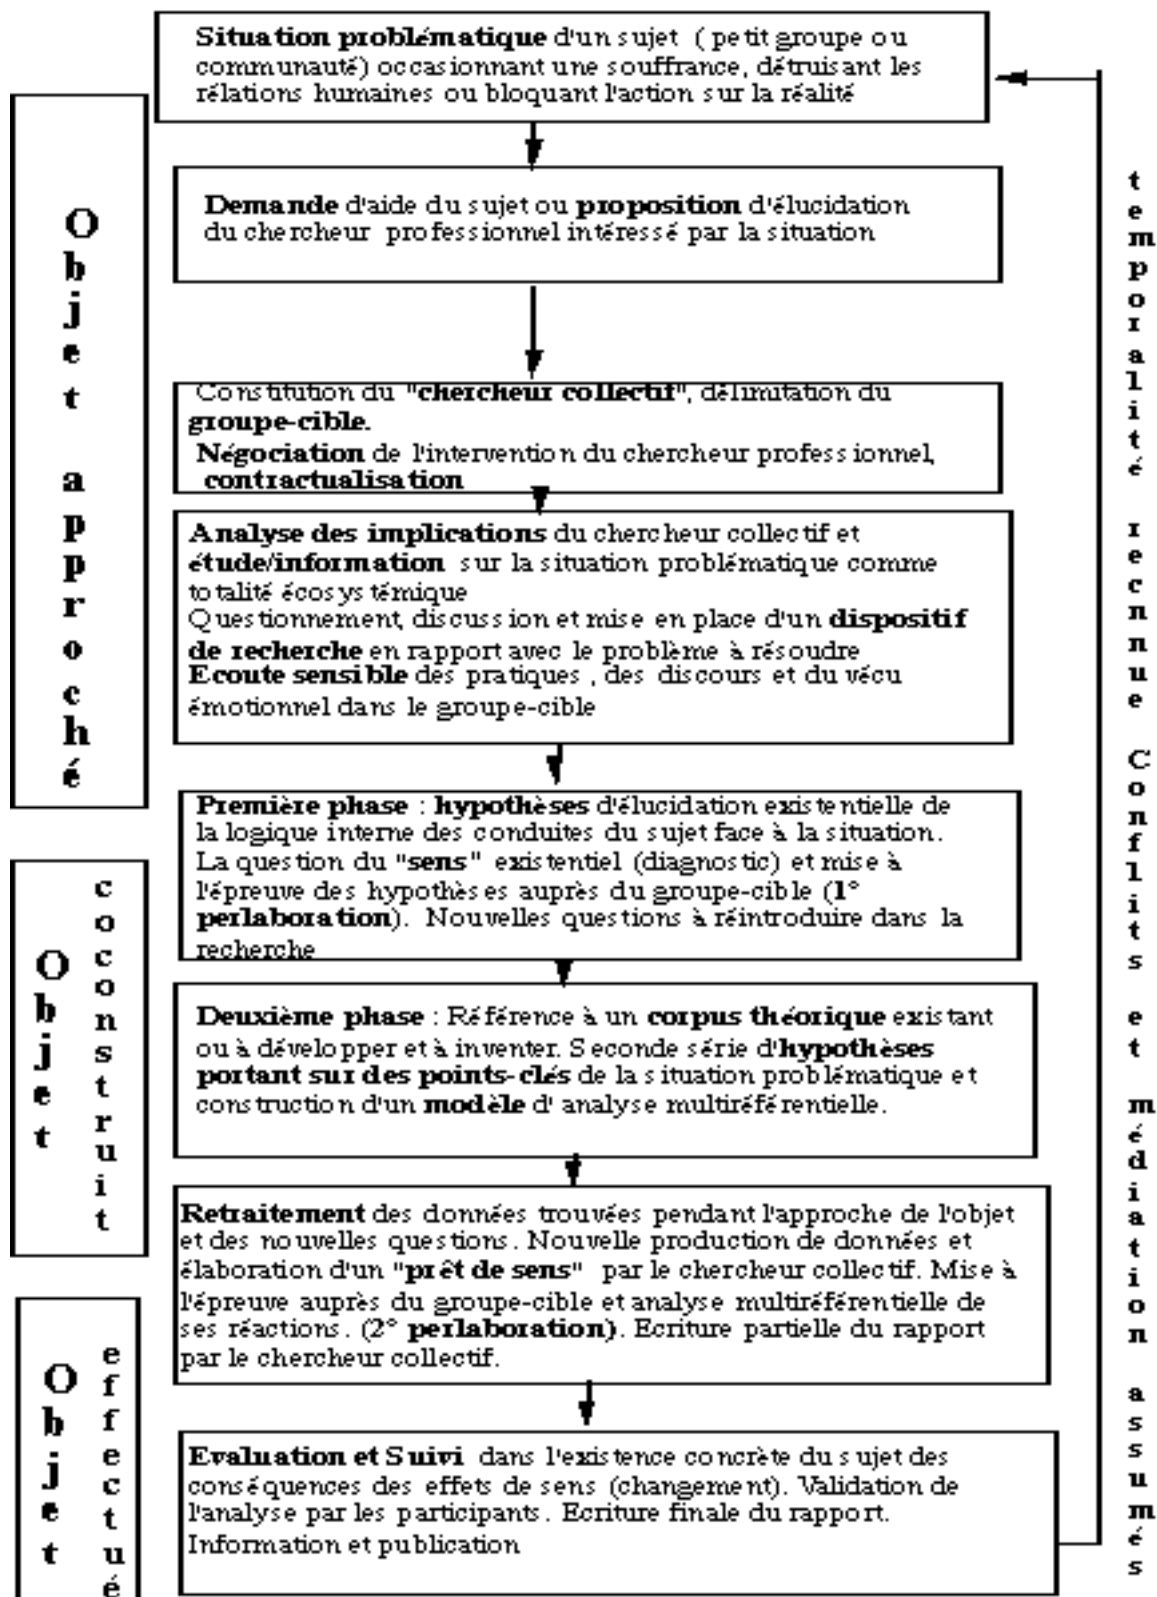 Situation problématique d'un sujet ( petit groupe ou
communauté) occasionnant une souffrance, détruisant les
rélations humaines ou bloquant l'action sur la réalité
Objet approché
Demande d'aide du sujet ou proposition d'élucidation
du chercheur professionnel intéressé par la situation
Constitution du "chercheur collectif", délimitation du
groupe-cible.
Négociation de l'intervention du chercheur professionnel,
contractualisation
Analyse des implications du chercheur collectif et
étude/information sur la situation problématique comme
totalité écosystémique
Questionnement, discussion et mise en place d'un dispositif
de recherche en rapport avec le problème à résoudre
Ecoute sensible des pratiques , des discours et du vécu
émotionnel dans le groupe-cible
Première phase : hypothèses d'élucidation existentielle de
la logique interne des conduites du sujet face à la situation.
La question du "sens" existentiel (diagnostic) et mise à
l'épreuve des hypothèses auprès du groupe-cible (1°
perlaboration). Nouvelles questions à réintroduire dans la
recherche
Objet coconstruit
Deuxième phase : Référence à un corpus théorique existant
ou à développer et à inventer. Seconde série d'hypothèses
portant sur des points-clés de la situation problématique et
construction d'un modèle d' analyse multiréférentielle.
Retraitement des données trouvées pendant l'approche de l'objet
et des nouvelles questions. Nouvelle production de données et
élaboration d'un "prêt de sens" par le chercheur collectif. Mise à
l'épreuve auprès du groupe-cible et analyse multiréférentielle de
ses réactions. (2° perlaboration). Ecriture partielle du rapport
par le chercheur collectif.
Objet effectué
Evaluation et Suivi dans l'existence concrète du sujet des
conséquences des effets de sens (changement). Validation de
l'analyse par les participants. Ecriture finale du rapport.
Information et publication
temporalité reconnue Conflits et médiation assumés